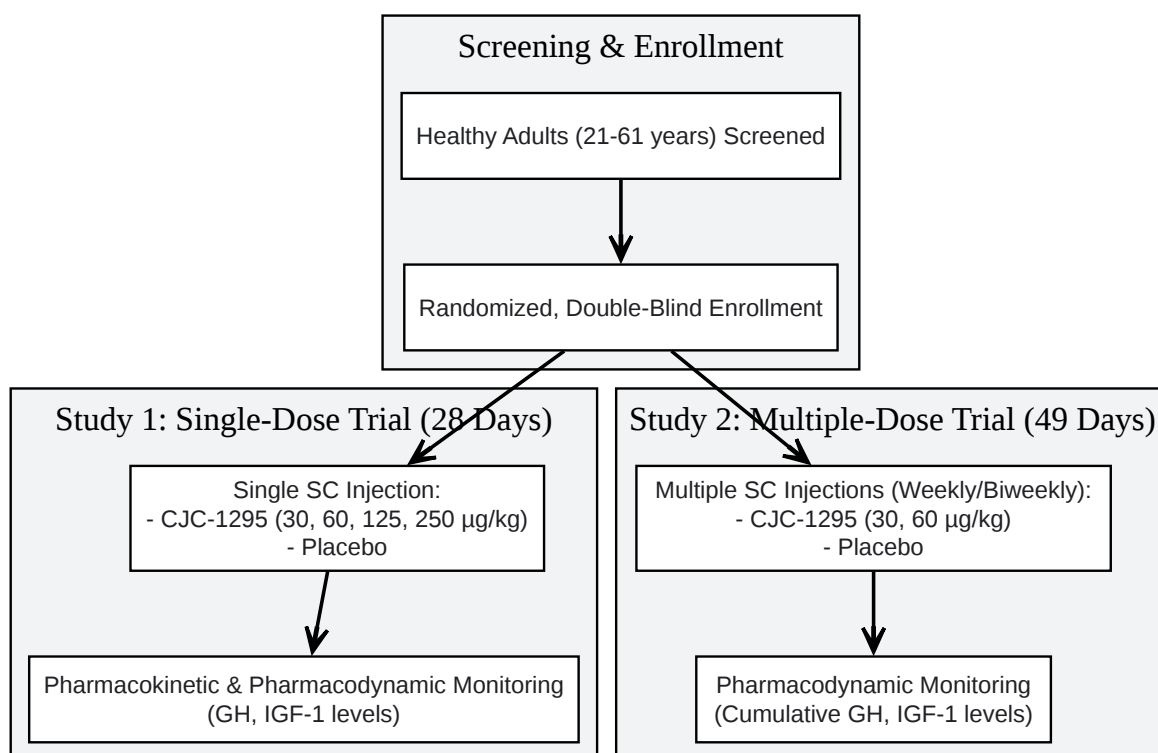 Screening & Enrollment
Healthy Adults (21-61 years) Screened
Randomized, Double-Blind Enrollment
Study 1: Single-Dose Trial (28 Days)
Single SC Injection:
- CJC-1295 (30, 60, 125, 250 µg/kg)
- Placebo
Pharmacokinetic & Pharmacodynamic Monitoring
(GH, IGF-1 levels)
Study 2: Multiple-Dose Trial (49 Days)
Multiple SC Injections (Weekly/Biweekly):
- CJC-1295 (30, 60 µg/kg)
- Placebo
Pharmacodynamic Monitoring
(Cumulative GH, IGF-1 levels)